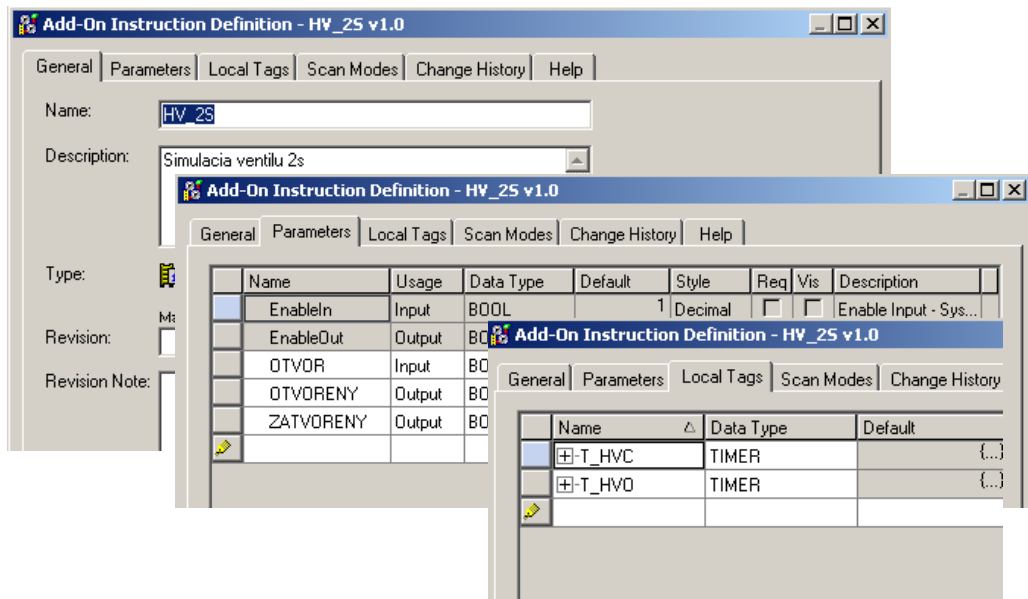 Add-On Instruction Definition - HV_2S v1.0
General Parameters Local Tags Scan Modes Change History Help
Name: HV_2S
Description: Simulacia ventilu 2s
Type:
Revision:
Revision Note:
Add-On Instruction Definition - HV_2S v1.0
General Parameters Local Tags Scan Modes Change History Help
Name Usage Data Type Default Style Req Vis Description
EnableIn Input BOOL 1 Decimal Enable Input - Sys...
EnableOut Output
OTVOR Input
OTVORENY Output
ZATVORENY Output
Add-On Instruction Definition - HV_2S v1.0
General Parameters Local Tags Scan Modes Change History
Name Data Type Default
T_HVC TIMER {...}
T_HVO TIMER {...}